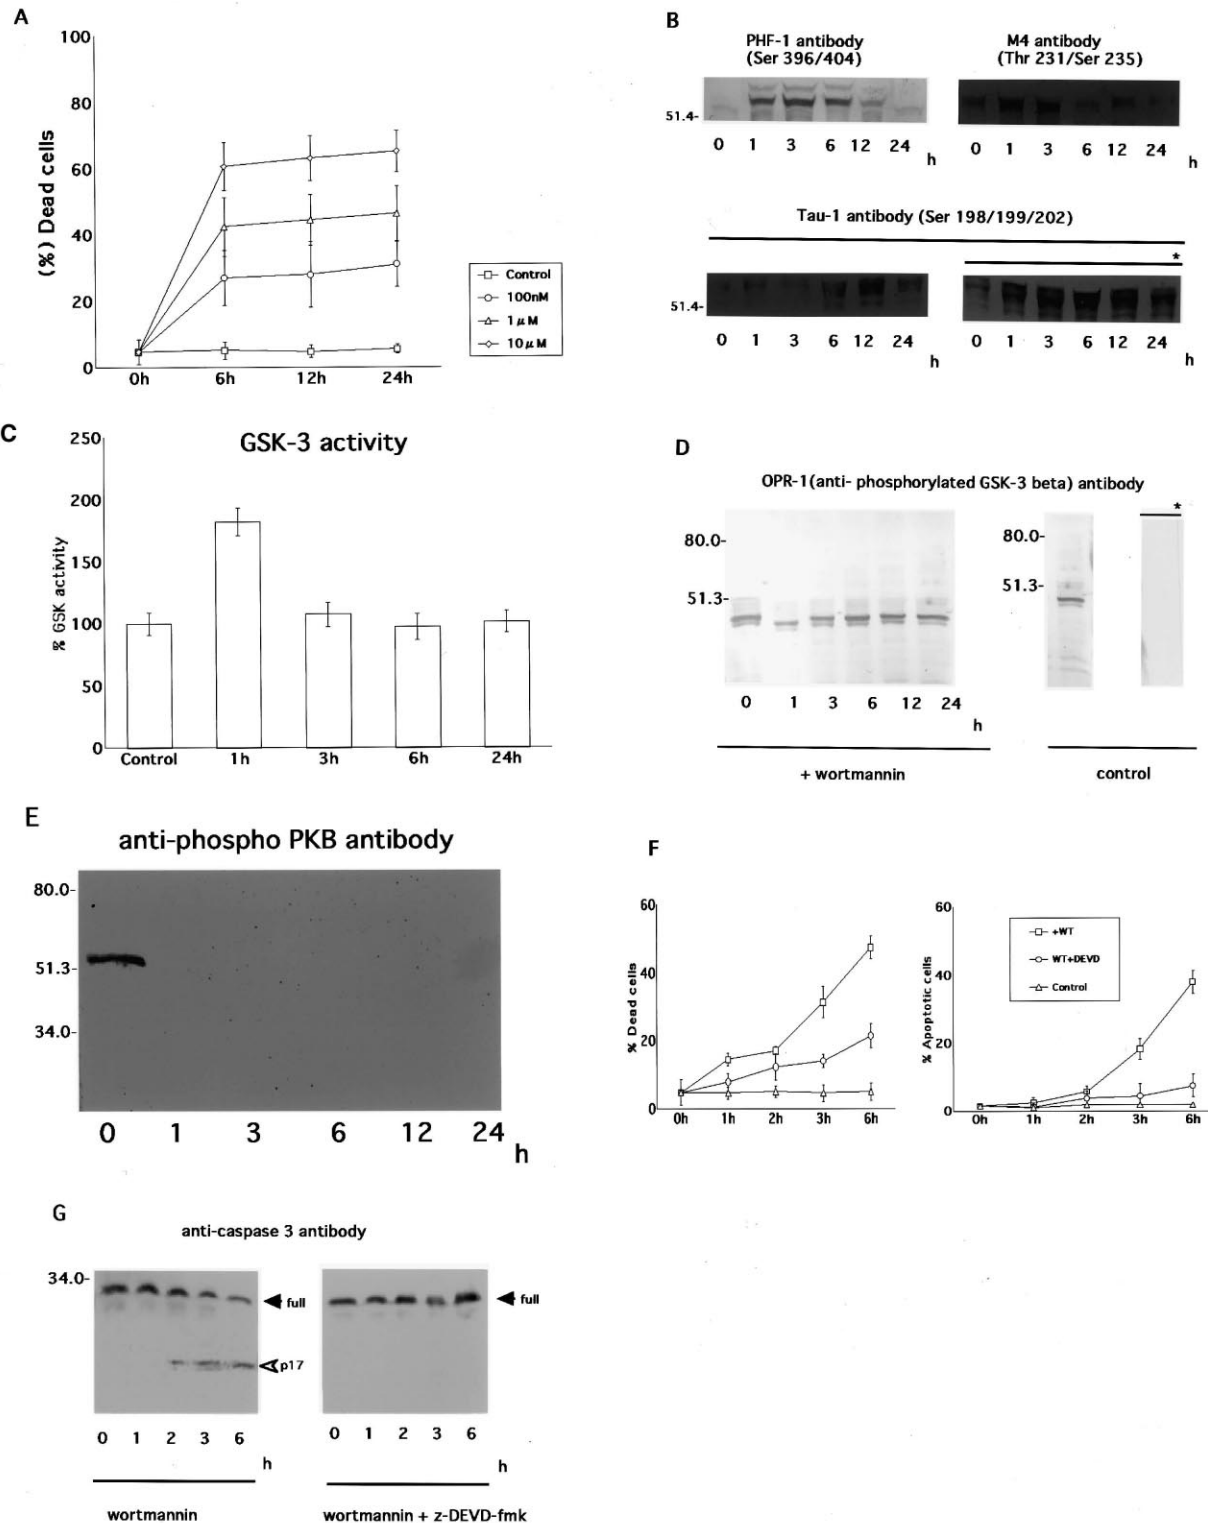 A
100
80
60
40
20
0
(%) Dead cells
0h 6h 12h 24h
Control
100nM
1μM
10μM
B
PHF-1 antibody
(Ser 396/404)
51.4-
0 1 3 6 12 24
h
M4 antibody
(Thr 231/Ser 235)
0 1 3 6 12 24
h
Tau-1 antibody (Ser 198/199/202)
*
51.4-
0 1 3 6 12 24
h
0 1 3 6 12 24
h
C
GSK-3 activity
250
200
150
100
50
0
% GSK activity
Control 1h 3h 6h 24h
D
OPR-1(anti- phosphorylated GSK-3 beta) antibody
80.0-
51.3-
0 1 3 6 12 24
h
+ wortmannin
80.0-
51.3-
*
control
E
anti-phospho PKB antibody
80.0-
51.3-
34.0-
0 1 3 6 12 24
h
F
60
40
20
0
% Dead cells
0h 1h 2h 3h 6h
60
40
20
0
% Apoptotic cells
+WT
WT+DEVD
Control
0h 1h 2h 3h 6h
G
anti-caspase 3 antibody
34.0-
full
p17
0 1 2 3 6
h
wortmannin
full
0 1 2 3 6
h
wortmannin + z-DEVD-fmk